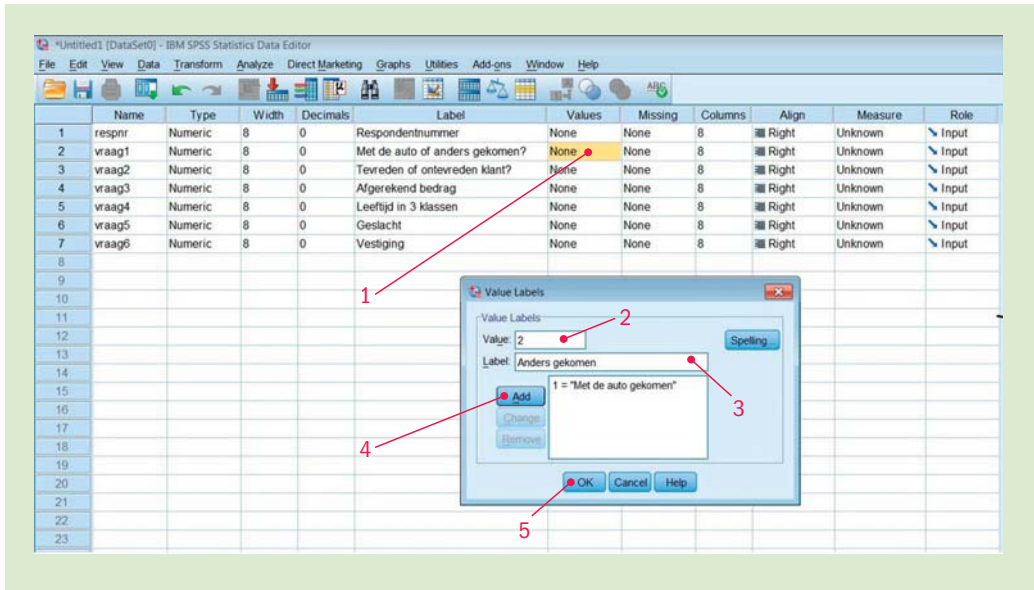 *Untitled1 [DataSet0] - IBM SPSS Statistics Data Editor
File Edit View Data Transform Analyze Direct Marketing Graphs Utilities Add-ons Window Help
Name Type Width Decimals Label Values Missing Columns Align Measure Role
1 respnr Numeric 8 0 Respondentnummer None None 8 Right Unknown Input
2 vraag1 Numeric 8 0 Met de auto of anders gekomen? None None 8 Right Unknown Input
3 vraag2 Numeric 8 0 Tevreden of ontevreden klant? None None 8 Right Unknown Input
4 vraag3 Numeric 8 0 Afgerekend bedrag None None 8 Right Unknown Input
5 vraag4 Numeric 8 0 Leeftijd in 3 klassen None None 8 Right Unknown Input
6 vraag5 Numeric 8 0 Geslacht None None 8 Right Unknown Input
7 vraag6 Numeric 8 0 Vestiging None None 8 Right Unknown Input
8
9
10
11
12
13
14
15
16
17
18
19
20
21
22
23
1
Value Labels
Value Labels
2
Value: 2
Spelling...
Label: Anders gekomen
1 = "Met de auto gekomen"
Add
3
Change
4
Remove
OK Cancel Help
5